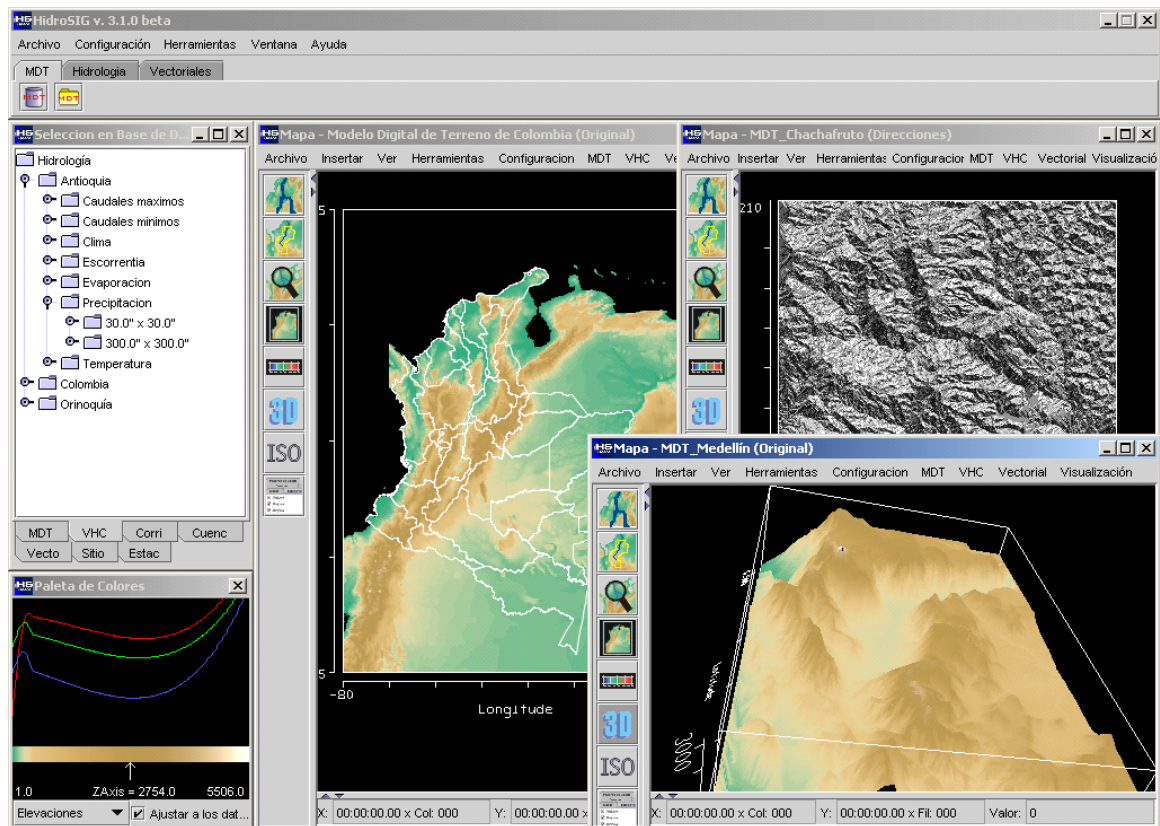 HidroSIG v. 3.1.0 beta
Archivo Configuración Herramientas Ventana Ayuda
MDT Hidrologia Vectoriales
MDT MDT
Seleccion en Base de D...
Hidrología
Antioquia
Caudales maximos
Caudales minimos
Clima
Escorrentia
Evaporacion
Precipitacion
30.0" x 30.0"
300.0" x 300.0"
Temperatura
Colombia
Orinoquía
MDT VHC Corri Cuenc
Vecto Sitio Estac
Paleta de Colores
1.0 ZAxis = 2754.0 5506.0
Elevaciones Ajustar a los dat...
Mapa - Modelo Digital de Terreno de Colombia (Original)
Archivo Insertar Ver Herramientas Configuracion MDT VHC
3D
ISO
5
5
-80
Longitude
X: 00:00:00.00 x Col: 000 Y: 00:00:00.00
Mapa - MDT_Chachafruto (Direcciones)
Archivo Insertar Ver Herramientas Configuracion MDT VHC Vectorial Visualizació
3D
210
Mapa - MDT_Medellín (Original)
Archivo Insertar Ver Herramientas Configuracion MDT VHC Vectorial Visualización
3D
ISO
3000
X: 00:00:00.00 x Col: 000 Y: 00:00:00.00 x Fil: 000 Valor: 0